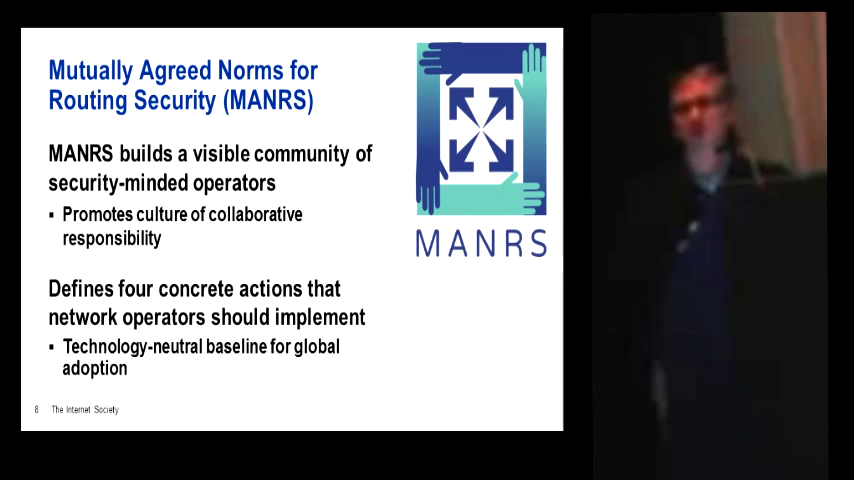 Mutually Agreed Norms for
Routing Security (MANRS)
MANRS builds a visible community of
security-minded operators
▪ Promotes culture of collaborative
responsibility
Defines four concrete actions that
network operators should implement
▪ Technology-neutral baseline for global
adoption
8 The Internet Society
MANRS